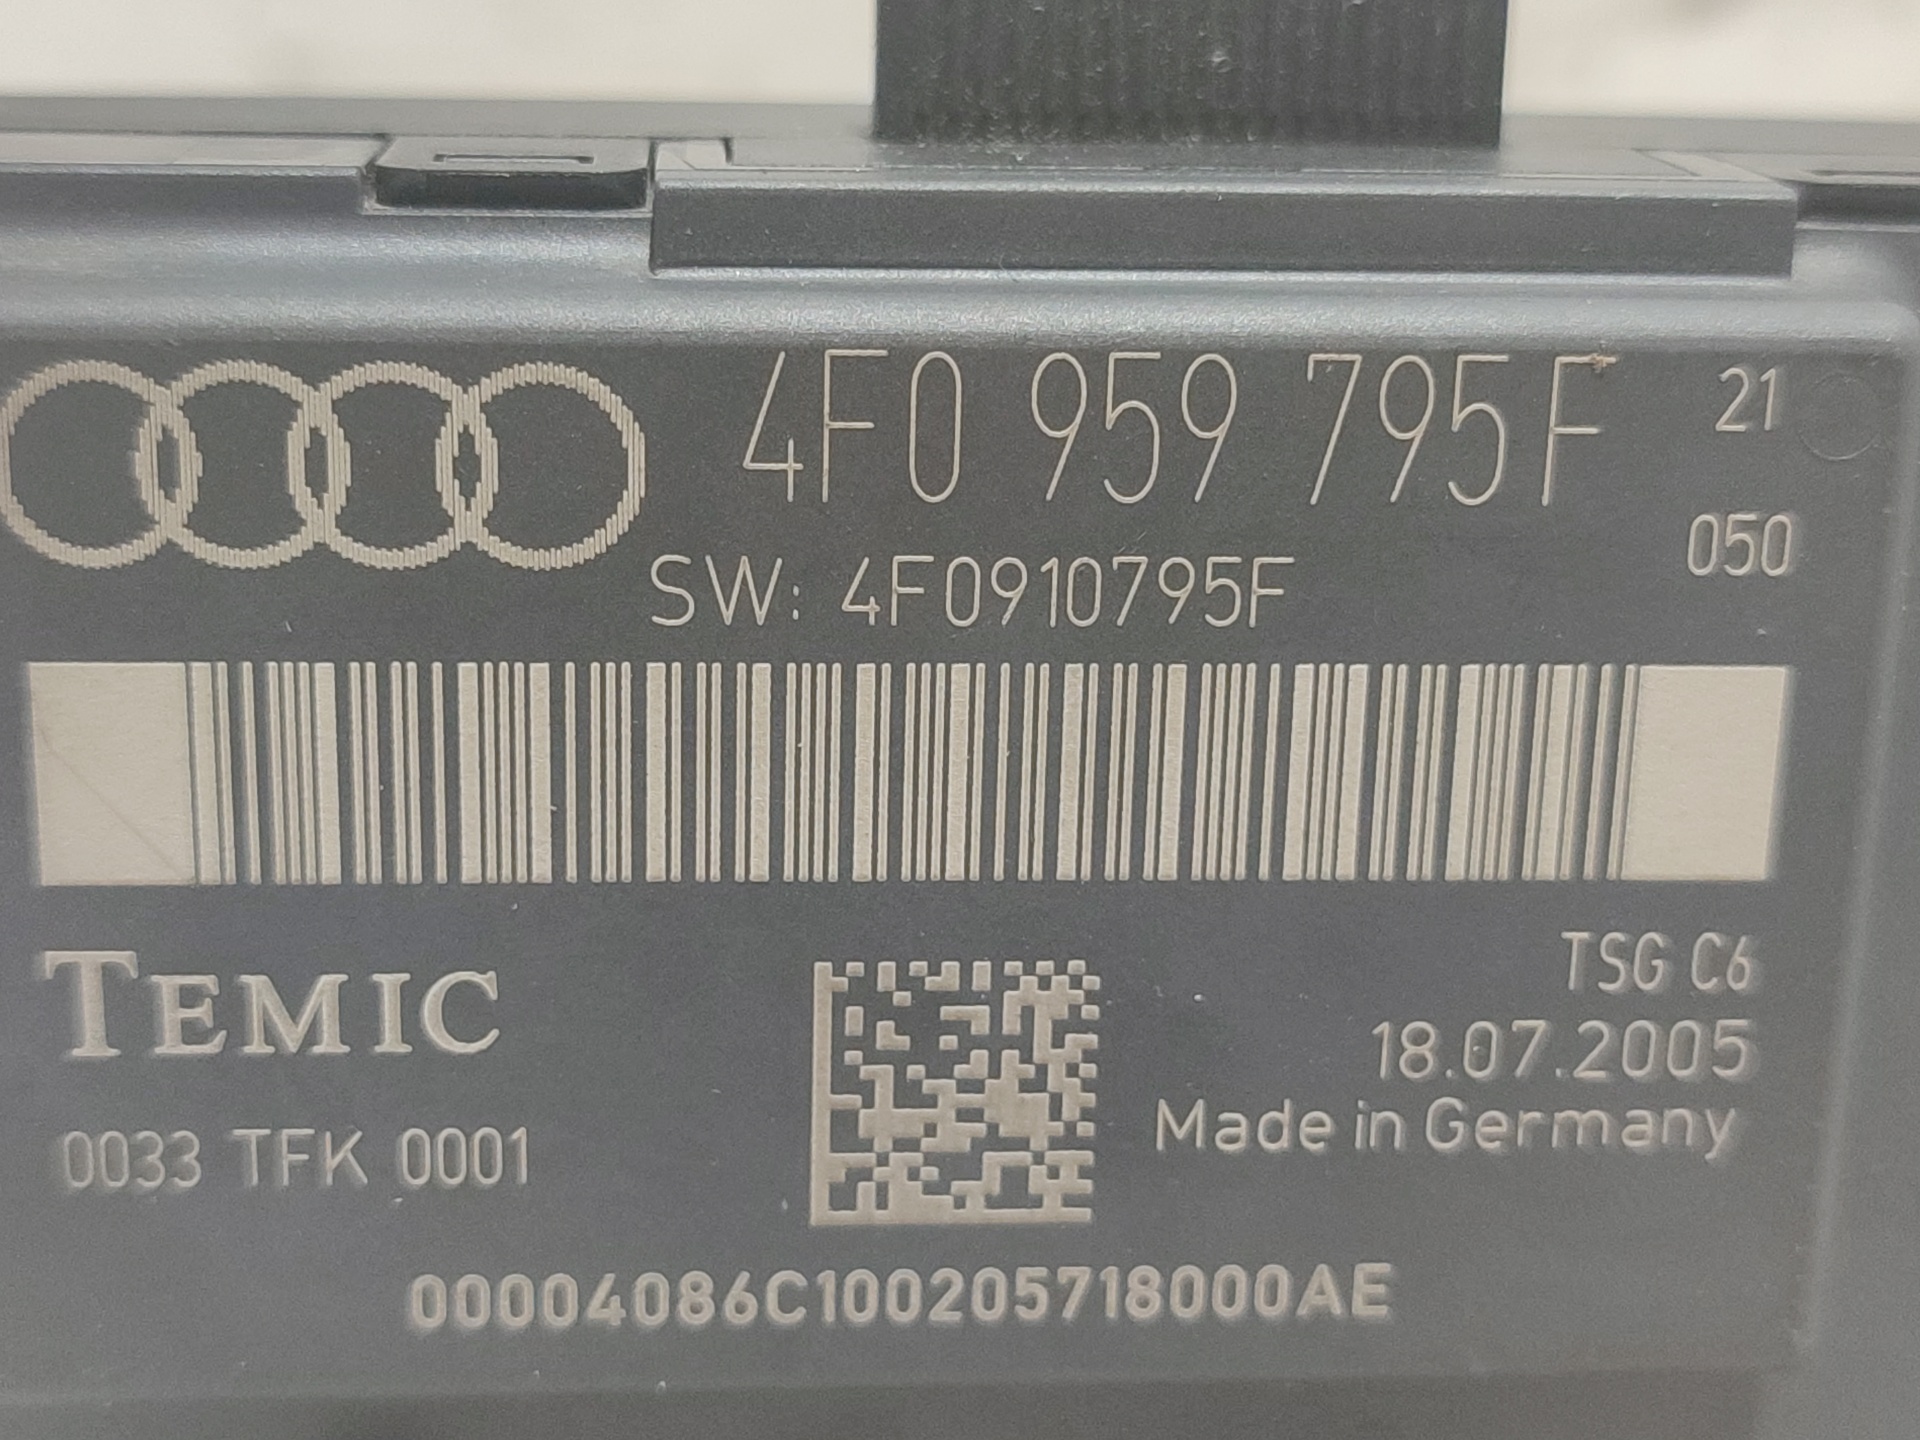 4F0 959 795F 21
050
SW: 4F0910795F
TEMIC
TSG C6
18.07.2005
Made in Germany
0033 TFK 0001
00004086C100205718000AE